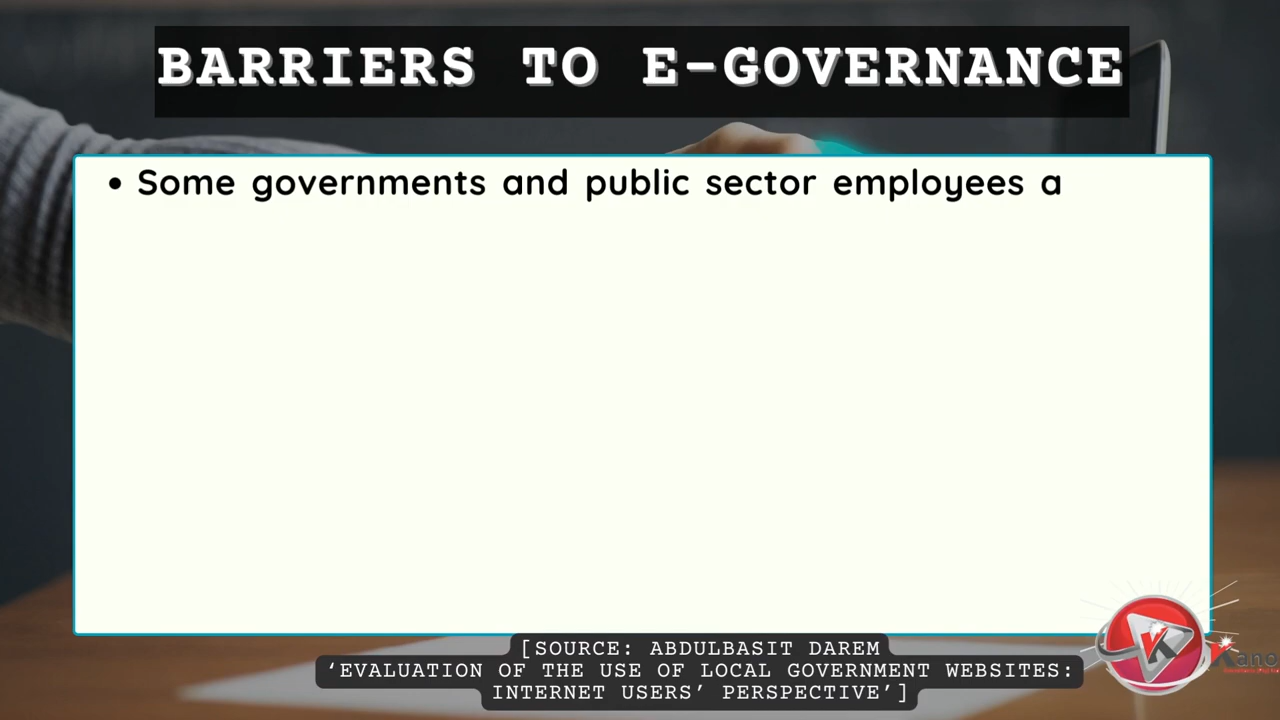 BARRIERS TO E-GOVERNANCE
• Some governments and public sector employees a
[SOURCE: ABDULBASIT DAREM
‘EVALUATION OF THE USE OF LOCAL GOVERNMENT WEBSITES:
INTERNET USERS’ PERSPECTIVE’]
K
Kano